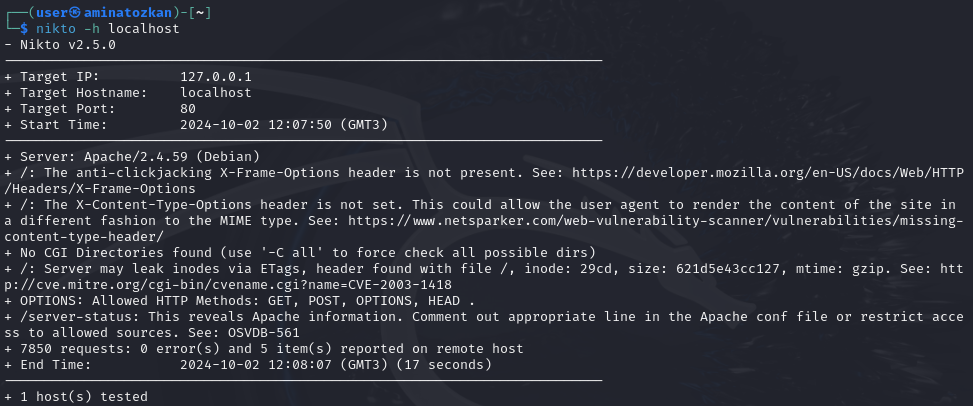 ┌──(user㉿aminatozkan)-[~]
└─$ nikto -h localhost
- Nikto v2.5.0
---------------------------------------------------------------------------
+ Target IP:          127.0.0.1
+ Target Hostname:    localhost
+ Target Port:        80
+ Start Time:         2024-10-02 12:07:50 (GMT3)
---------------------------------------------------------------------------
+ Server: Apache/2.4.59 (Debian)
+ /: The anti-clickjacking X-Frame-Options header is not present. See: https://developer.mozilla.org/en-US/docs/Web/HTTP
/Headers/X-Frame-Options
+ /: The X-Content-Type-Options header is not set. This could allow the user agent to render the content of the site in
a different fashion to the MIME type. See: https://www.netsparker.com/web-vulnerability-scanner/vulnerabilities/missing-
content-type-header/
+ No CGI Directories found (use '-C all' to force check all possible dirs)
+ /: Server may leak inodes via ETags, header found with file /, inode: 29cd, size: 621d5e43cc127, mtime: gzip. See: htt
p://cve.mitre.org/cgi-bin/cvename.cgi?name=CVE-2003-1418
+ OPTIONS: Allowed HTTP Methods: GET, POST, OPTIONS, HEAD .
+ /server-status: This reveals Apache information. Comment out appropriate line in the Apache conf file or restrict acce
ss to allowed sources. See: OSVDB-561
+ 7850 requests: 0 error(s) and 5 item(s) reported on remote host
+ End Time:           2024-10-02 12:08:07 (GMT3) (17 seconds)
---------------------------------------------------------------------------
+ 1 host(s) tested